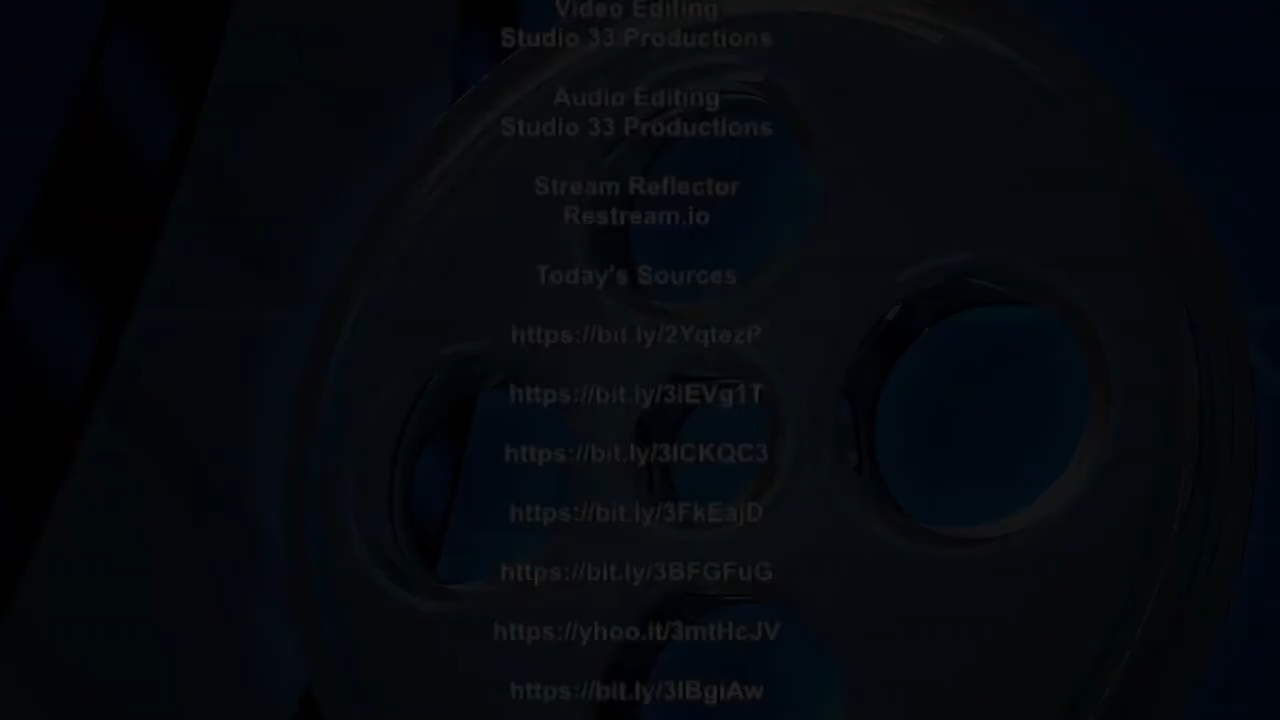 Video Editing
Studio 33 Productions
Audio Editing
Studio 33 Productions
Stream Reflector
Restream.io
Today's Sources
https://bit.ly/2YqtezP
https://bit.ly/3iEVg1T
https://bit.ly/3lCKQC3
https://bit.ly/3FkEajD
https://bit.ly/3BFGFuG
https://yhoo.it/3mtHcJV
https://bit.ly/3lBgiAw